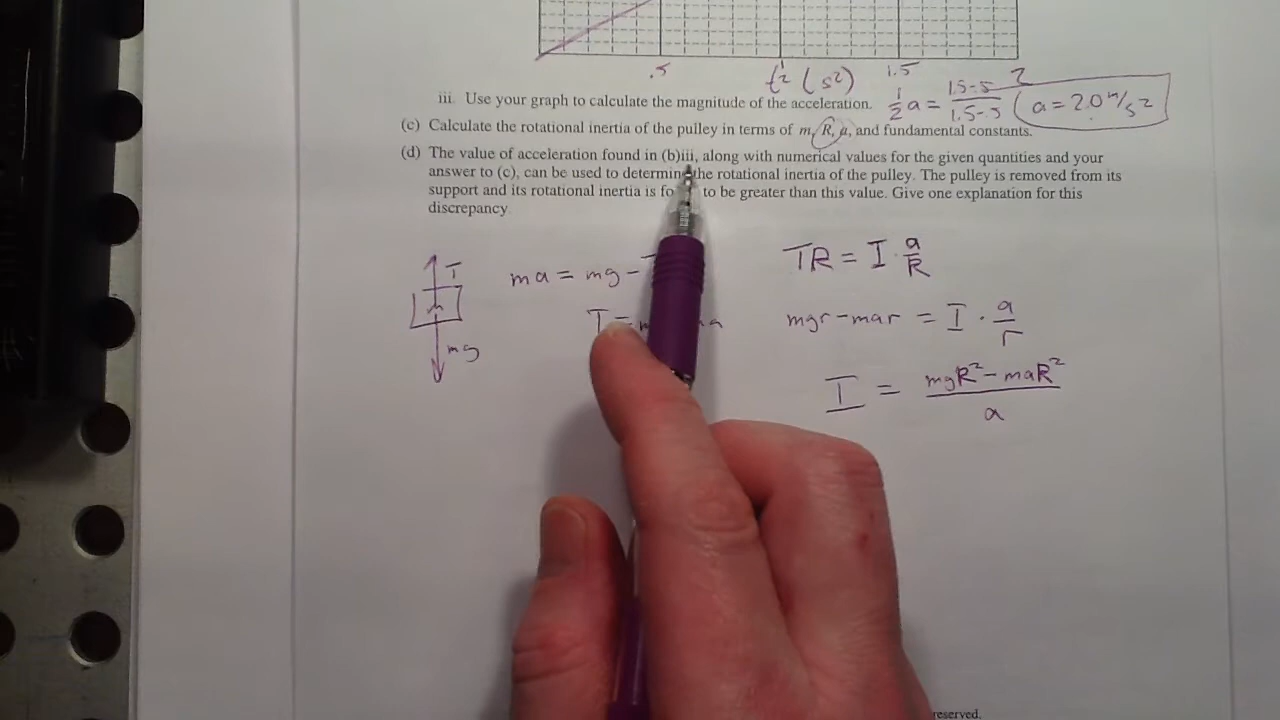 .5 t² (s²) 1.5
iii. Use your graph to calculate the magnitude of the acceleration. 1/2 a = 1.5-.5/1.5-.5 a = 2.0 m/s²
(c) Calculate the rotational inertia of the pulley in terms of m, R, a, and fundamental constants.
(d) The value of acceleration found in (b)iii, along with numerical values for the given quantities and your
answer to (c), can be used to determine the rotational inertia of the pulley. The pulley is removed from its
support and its rotational inertia is to be greater than this value. Give one explanation for this
discrepancy
T ma = mg - TR = I · a/R
m T = mgr - mar = I · a/r
mg
I = mgR² - maR² / a
reserved.